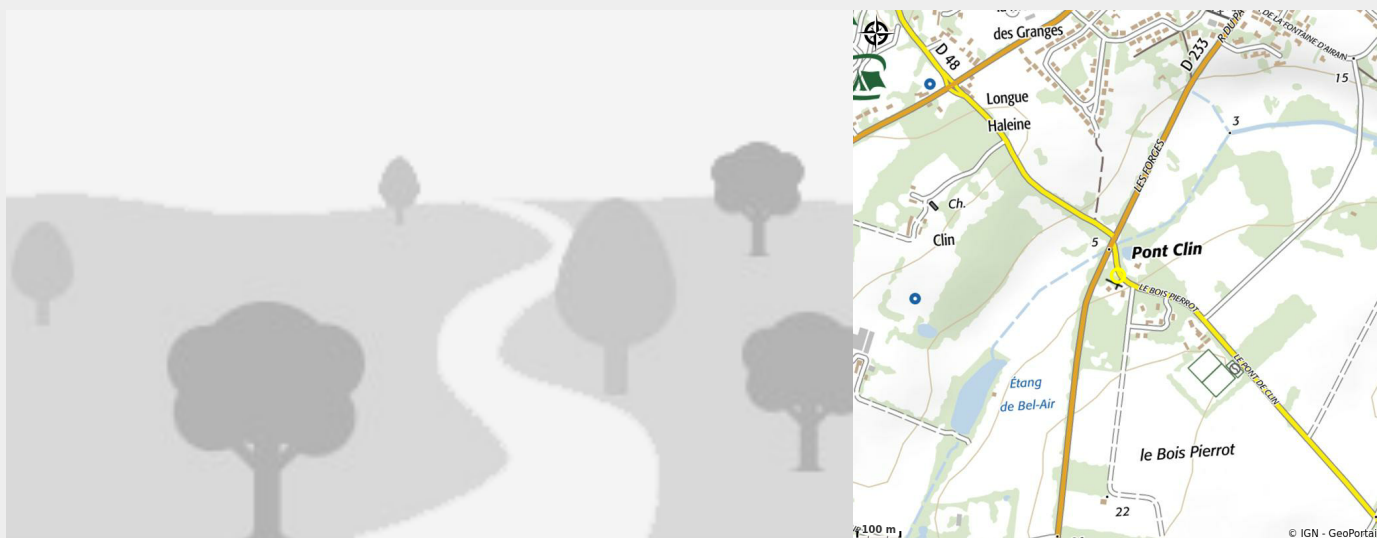 des Granges
D 48
D 233
R DU PA
DE LA FONTAINE D'AIRAIN
15
Longue
Haleine
3
LES FORGES
Ch.
Clin
5
Pont Clin
LE BOIS PIERROT
LE PONT DE CLIN
Étang
de Bel-Air
le Bois Pierrot
22
100 m
© IGN - GeoPortai